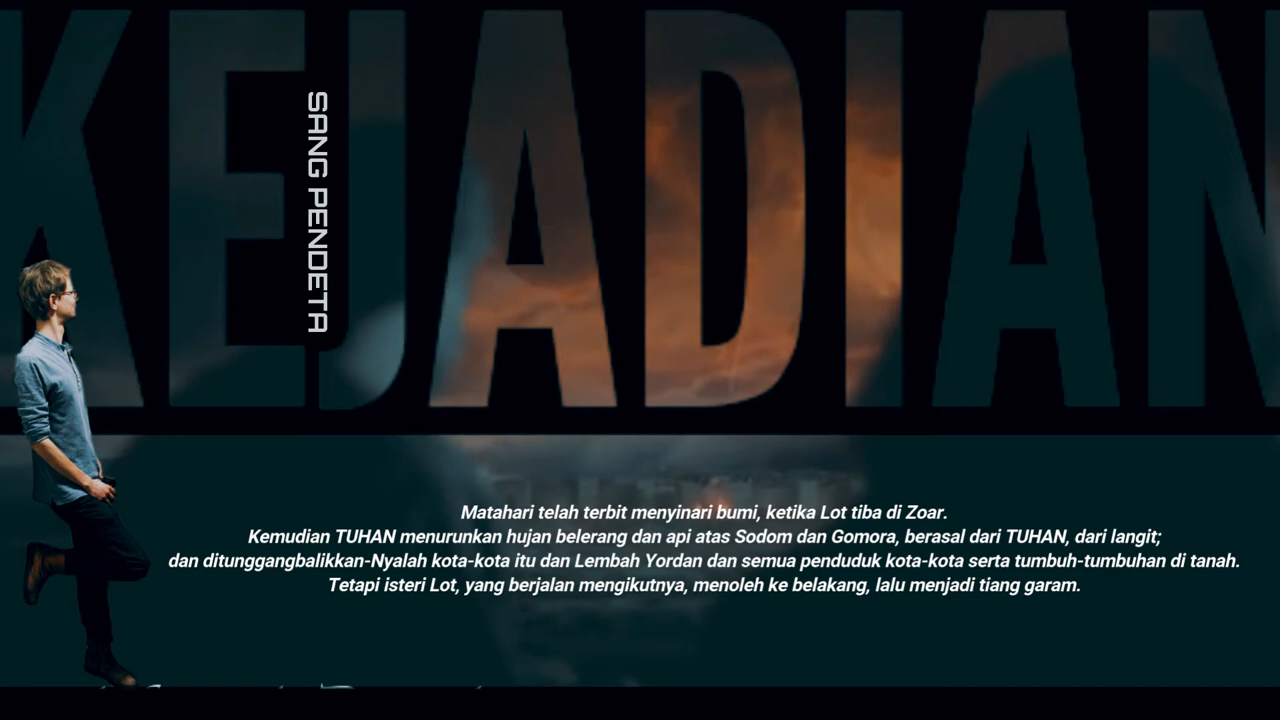 KEJADIAN
SANG PENDETA
Matahari telah terbit menyinari bumi, ketika Lot tiba di Zoar.
Kemudian TUHAN menurunkan hujan belerang dan api atas Sodom dan Gomora, berasal dari TUHAN, dari langit;
dan ditunggangbalikkan-Nyalah kota-kota itu dan Lembah Yordan dan semua penduduk kota-kota serta tumbuh-tumbuhan di tanah.
Tetapi isteri Lot, yang berjalan mengikutnya, menoleh ke belakang, lalu menjadi tiang garam.